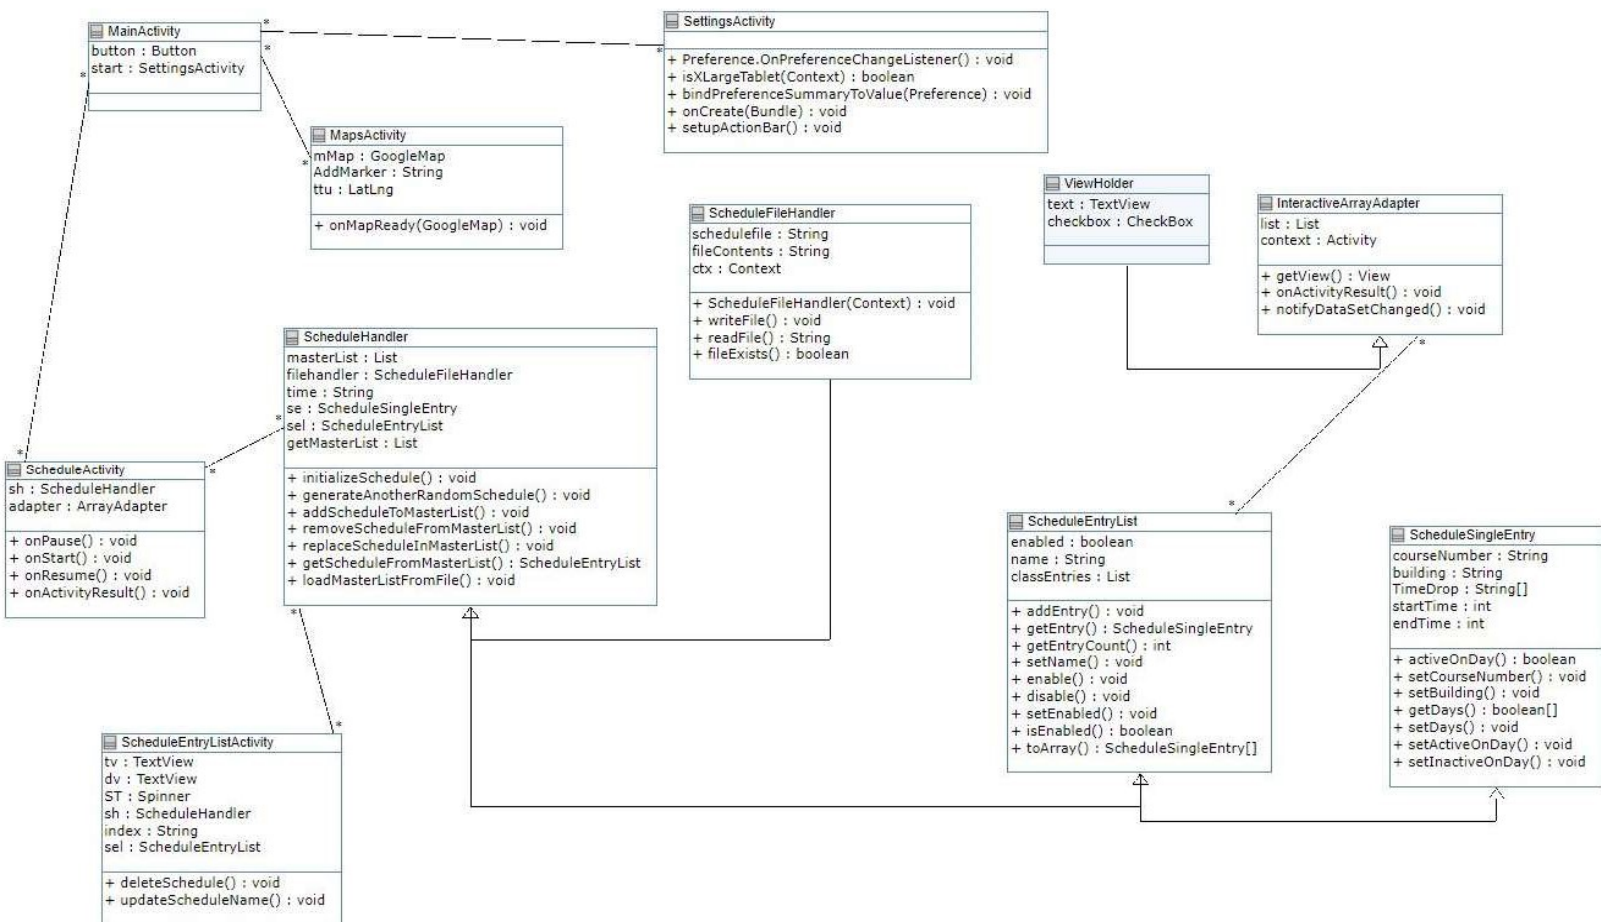 MainActivity
button : Button
start : SettingsActivity
*
*
*
*
*
SettingsActivity
+ Preference.OnPreferenceChangeListener() : void
+ isXLargeTablet(Context) : boolean
+ bindPreferenceSummaryToValue(Preference) : void
+ onCreate(Bundle) : void
+ setupActionBar() : void
MapsActivity
mMap : GoogleMap
AddMarker : String
ttu : LatLng
+ onMapReady(GoogleMap) : void
ScheduleFileHandler
schedulefile : String
fileContents : String
ctx : Context
+ ScheduleFileHandler(Context) : void
+ writeFile() : void
+ readFile() : String
+ fileExists() : boolean
ViewHolder
text : TextView
checkbox : CheckBox
InteractiveArrayAdapter
list : List
context : Activity
+ getView() : View
+ onActivityResult() : void
+ notifyDataSetChanged() : void
*
ScheduleHandler
masterList : List
filehandler : ScheduleFileHandler
time : String
se : ScheduleSingleEntry
sel : ScheduleEntryList
getMasterList : List
+ initializeSchedule() : void
+ generateAnotherRandomSchedule() : void
+ addScheduleToMasterList() : void
+ removeScheduleFromMasterList() : void
+ replaceScheduleInMasterList() : void
+ getScheduleFromMasterList() : ScheduleEntryList
+ loadMasterListFromFile() : void
*
*
*
*
ScheduleActivity
sh : ScheduleHandler
adapter : ArrayAdapter
+ onPause() : void
+ onStart() : void
+ onResume() : void
+ onActivityResult() : void
*
ScheduleEntryList
enabled : boolean
name : String
classEntries : List
+ addEntry() : void
+ getEntry() : ScheduleSingleEntry
+ getEntryCount() : int
+ setName() : void
+ enable() : void
+ disable() : void
+ setEnabled() : void
+ isEnabled() : boolean
+ toArray() : ScheduleSingleEntry[]
ScheduleSingleEntry
courseNumber : String
building : String
TimeDrop : String[]
startTime : int
endTime : int
+ activeOnDay() : boolean
+ setCourseNumber() : void
+ setBuilding() : void
+ getDays() : boolean[]
+ setDays() : void
+ setActiveOnDay() : void
+ setInactiveOnDay() : void
*
ScheduleEntryListActivity
tv : TextView
dv : TextView
ST : Spinner
sh : ScheduleHandler
index : String
sel : ScheduleEntryList
+ deleteSchedule() : void
+ updateScheduleName() : void